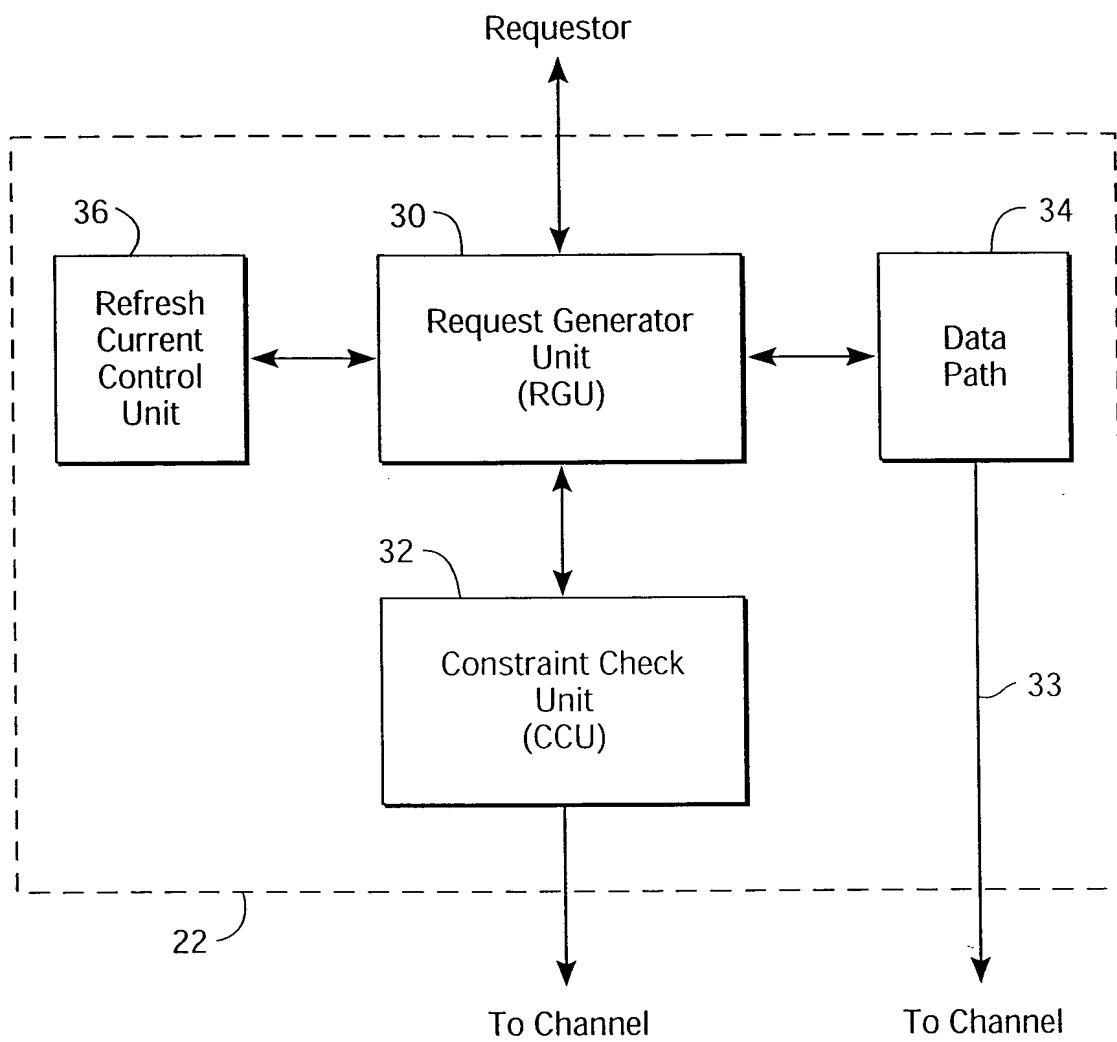 Requestor
36
30
34
Refresh
Current
Control
Unit
Request Generator
Unit
(RGU)
Data
Path
32
Constraint Check
Unit
(CCU)
33
22
To Channel
To Channel